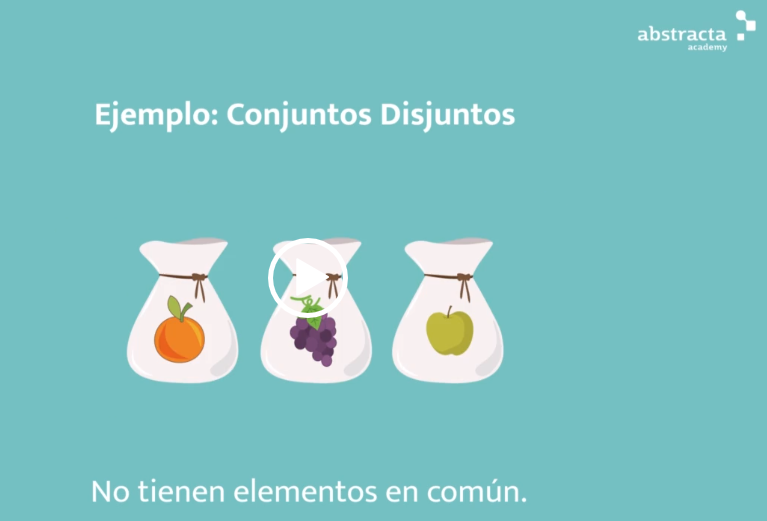 abstracta
academy
Ejemplo: Conjuntos Disjuntos
No tienen elementos en común.